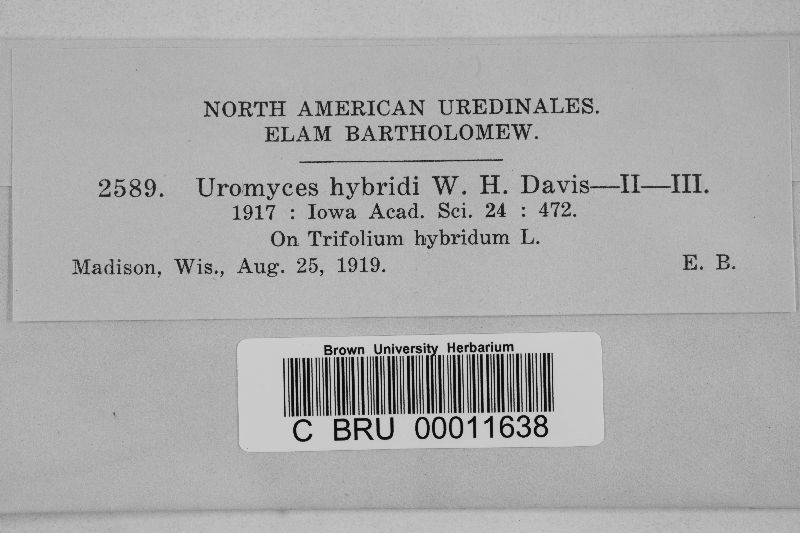 NORTH AMERICAN UREDINALES.
ELAM BARTHOLOMEW.
2589. Uromyces hybridi W. H. Davis—II—III.
1917 : Iowa Acad. Sci. 24 : 472.
On Trifolium hybridum L.
Madison, Wis., Aug. 25, 1919. E. B.
Brown University Herbarium
C BRU 00011638